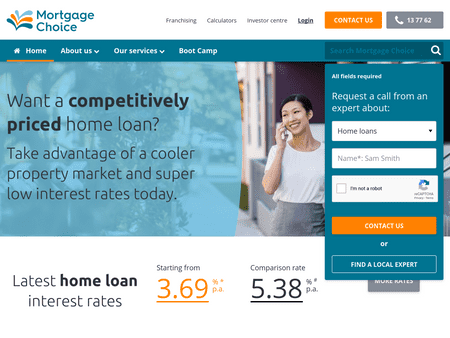 Mortgage
Choice
Franchising Calculators Investor centre Login CONTACT US 13 77 62
Home About us Our services Boot Camp Search Mortgage Choice
Want a competitively
priced home loan?
Take advantage of a cooler
property market and super
low interest rates today.
All fields required
Request a call from an
expert about:
Home loans
Name*: Sam Smith
I'm not a robot
reCAPTCHA
Privacy - Terms
CONTACT US
or
FIND A LOCAL EXPERT
Latest home loan
interest rates
Starting from
3.69 % *
p.a.
Comparison rate
5.38 % #
p.a.
MORE RATES